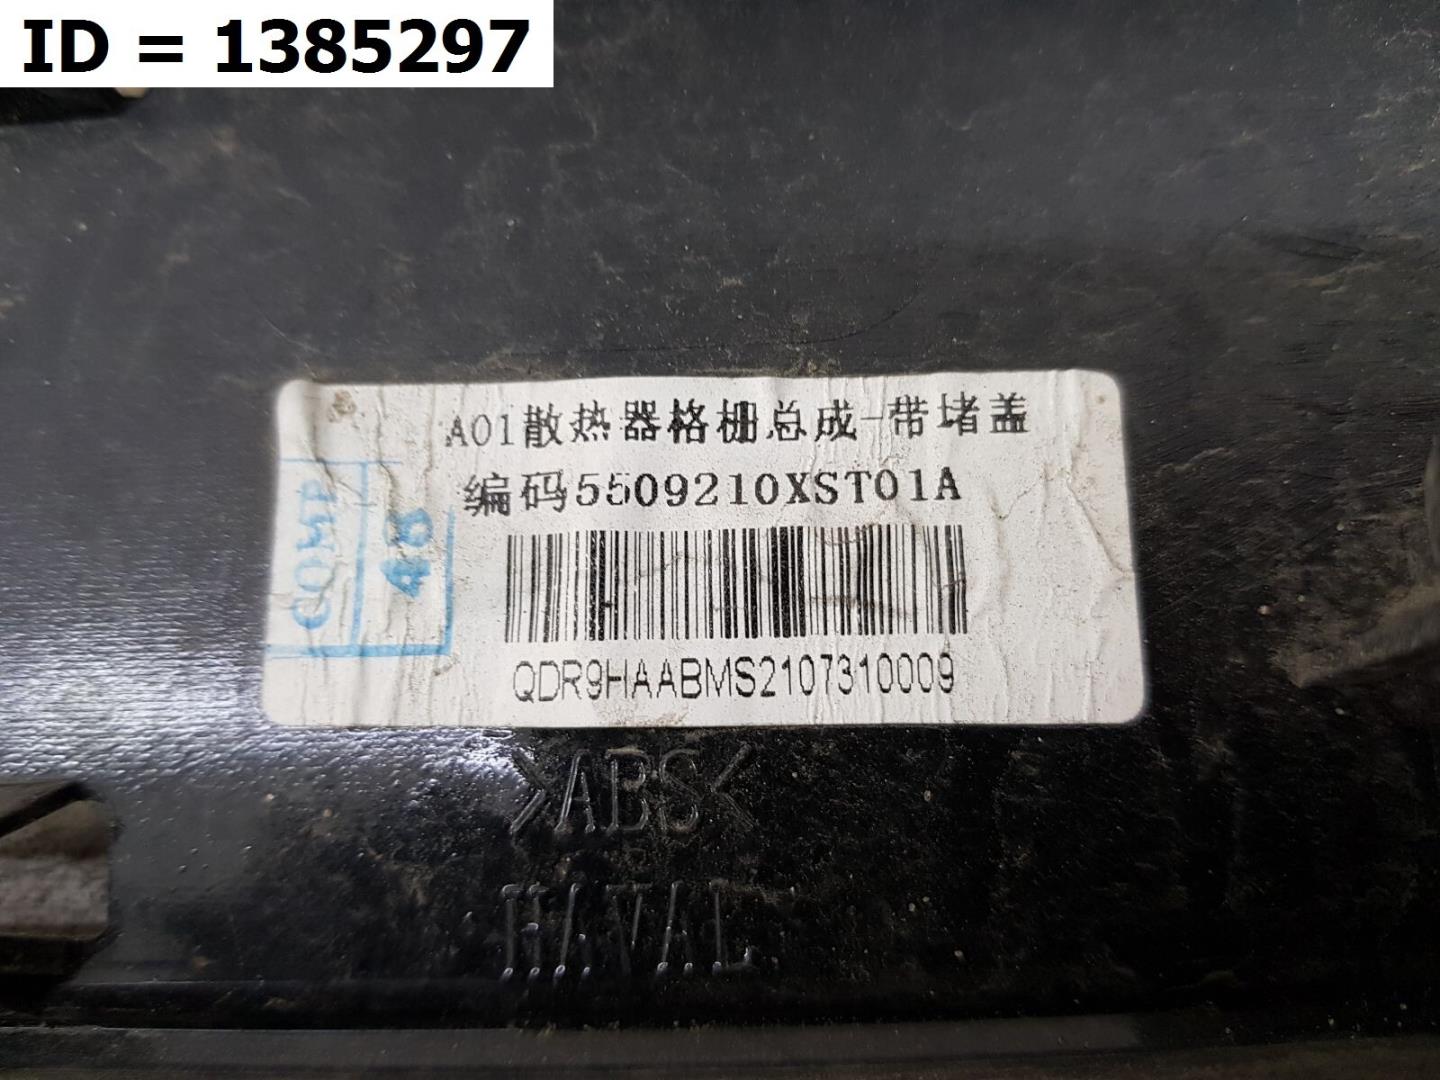 ID = 1385297
A01散热器格栅总成-带堵盖
编码5509210XST01A
COMP
48
QDR9HAABMS2107310009
>ABS<
HAVAL